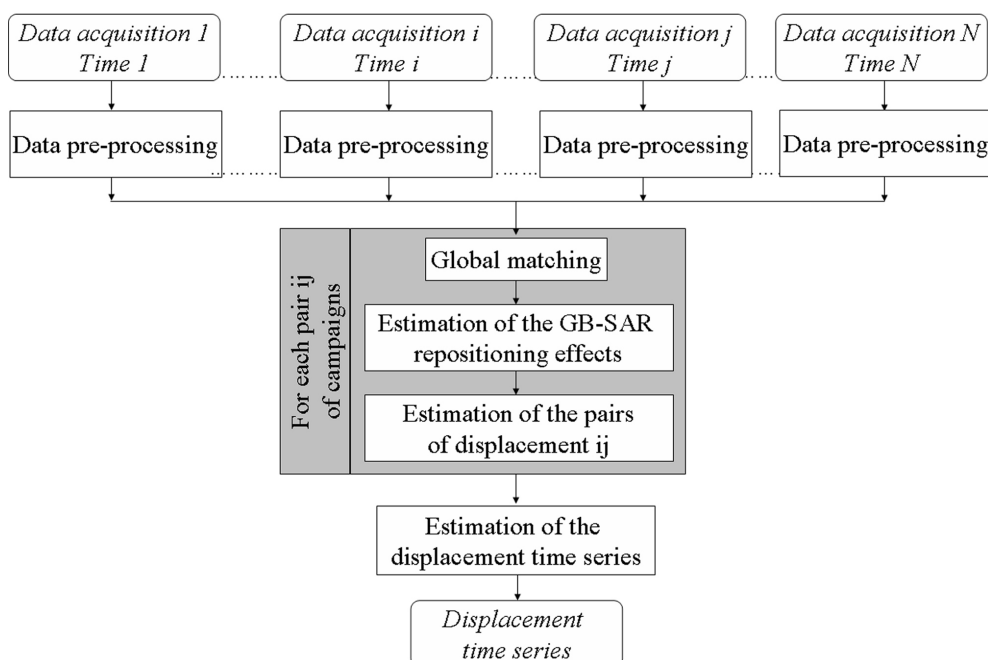 Data acquisition 1
Time 1
Data acquisition i
Time i
Data acquisition j
Time j
Data acquisition N
Time N
Data pre-processing
Data pre-processing
Data pre-processing
Data pre-processing
For each pair ij
of campaigns
Global matching
Estimation of the GB-SAR
repositioning effects
Estimation of the pairs
of displacement ij
Estimation of the
displacement time series
Displacement
time series